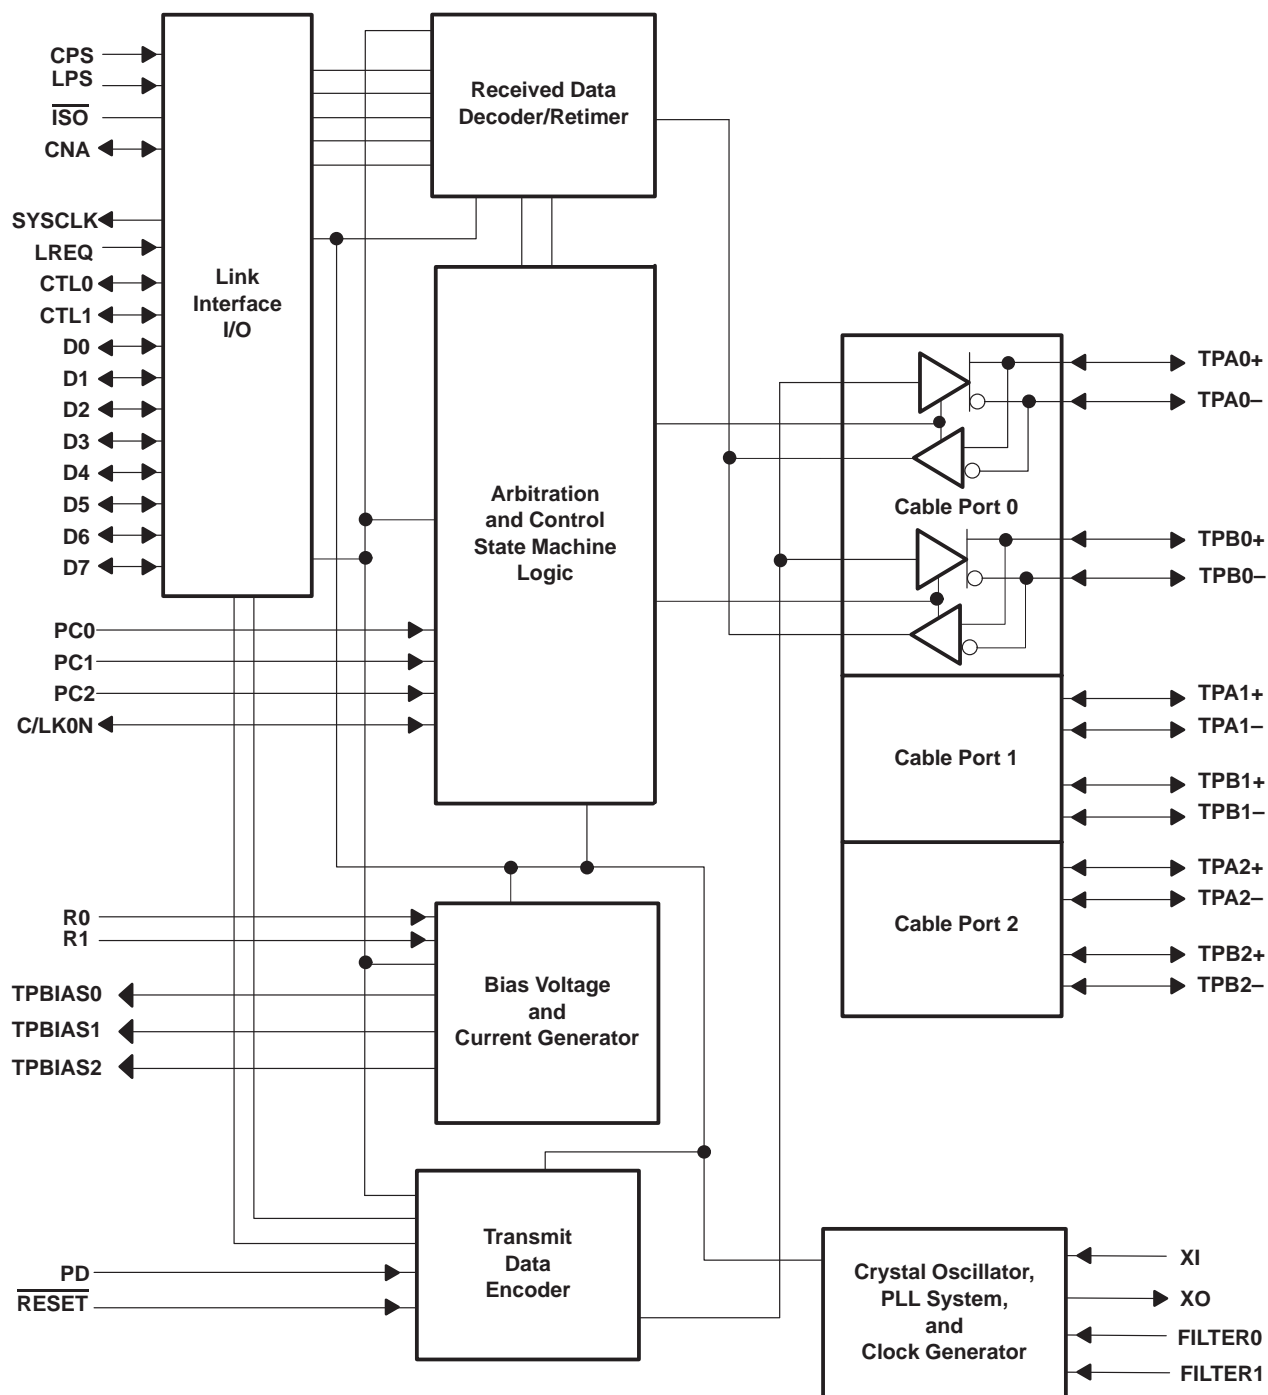 CPS
LPS
ISO
CNA
SYSCLK
LREQ
CTL0
CTL1
D0
D1
D2
D3
D4
D5
D6
D7
PC0
PC1
PC2
C/LK0N
R0
R1
TPBIAS0
TPBIAS1
TPBIAS2
PD
RESET
Link
Interface
I/O
Received Data
Decoder/Retimer
Arbitration
and Control
State Machine
Logic
Bias Voltage
and
Current Generator
Transmit
Data
Encoder
Cable Port 0
Cable Port 1
Cable Port 2
Crystal Oscillator,
PLL System,
and
Clock Generator
TPA0+
TPA0–
TPB0+
TPB0–
TPA1+
TPA1–
TPB1+
TPB1–
TPA2+
TPA2–
TPB2+
TPB2–
XI
XO
FILTER0
FILTER1